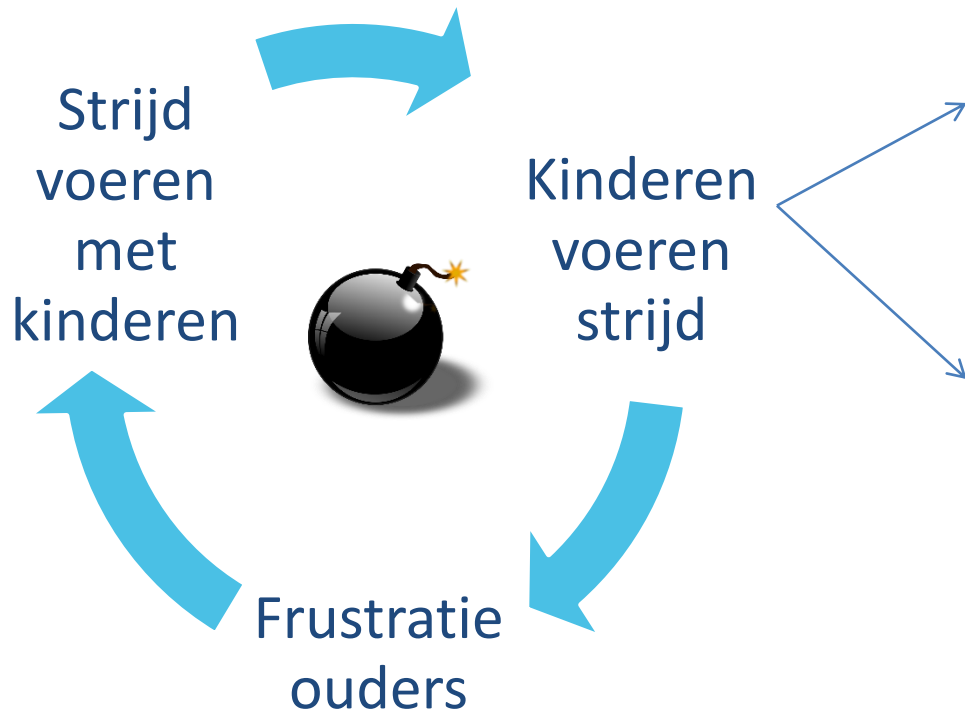 Strijd
voeren
met
kinderen
Kinderen
voeren
strijd
Frustratie
ouders